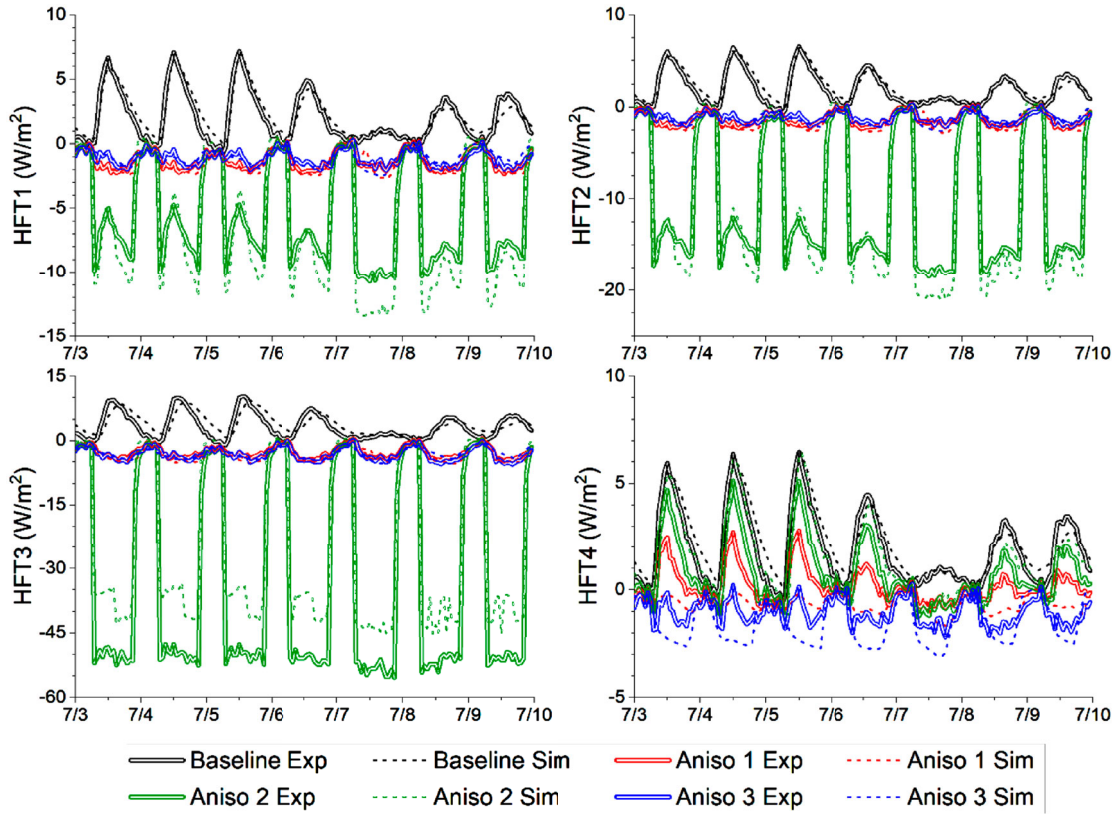 10
5
0
-5
-10
-15
HFT1 (W/m²)
7/3 7/4 7/5 7/6 7/7 7/8 7/9 7/10
10
0
-10
-20
HFT2 (W/m²)
7/3 7/4 7/5 7/6 7/7 7/8 7/9 7/10
15
0
-15
-30
-45
-60
HFT3 (W/m²)
7/3 7/4 7/5 7/6 7/7 7/8 7/9 7/10
10
5
0
-5
HFT4 (W/m²)
7/3 7/4 7/5 7/6 7/7 7/8 7/9 7/10
Baseline Exp Baseline Sim Aniso 1 Exp Aniso 1 Sim
Aniso 2 Exp Aniso 2 Sim Aniso 3 Exp Aniso 3 Sim